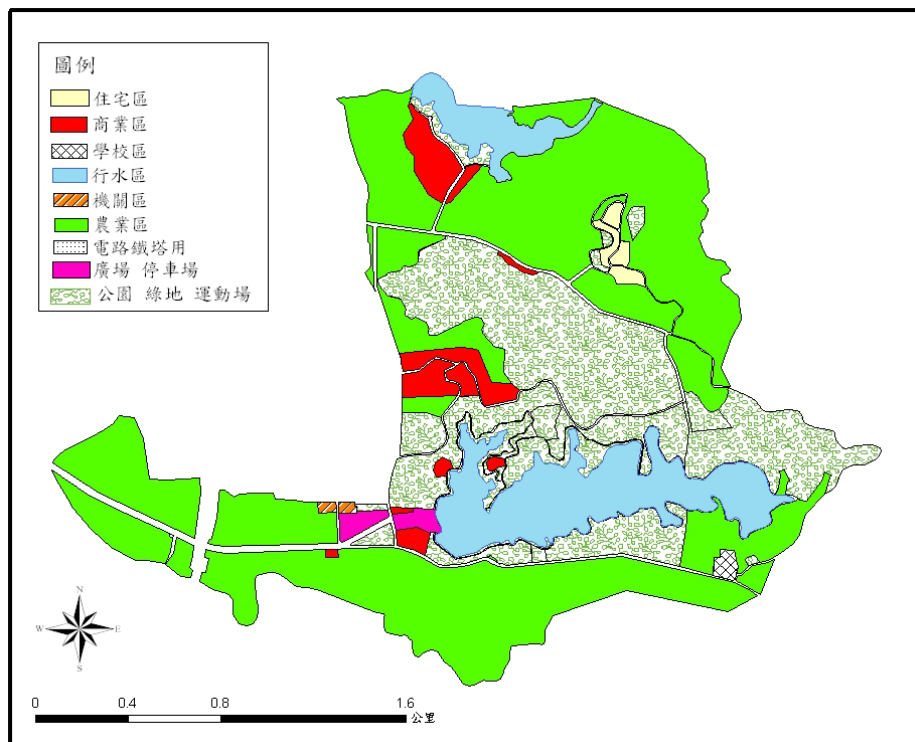 圖例
住宅區
商業區
學校區
行水區
機關區
農業區
電路鐵塔用
廣場 停車場
公園 綠地 運動場
N
W E
S
0 0.4 0.8 1.6
公里